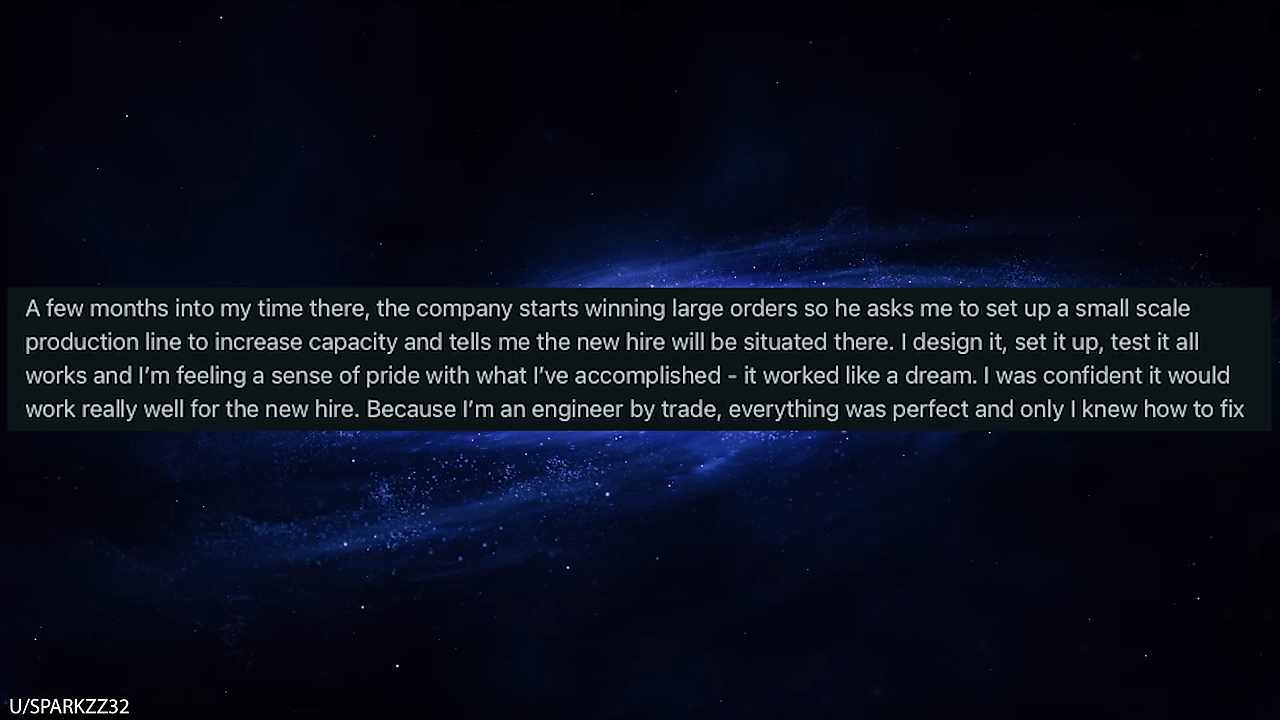 A few months into my time there, the company starts winning large orders so he asks me to set up a small scale
production line to increase capacity and tells me the new hire will be situated there. I design it, set it up, test it all
works and I’m feeling a sense of pride with what I’ve accomplished - it worked like a dream. I was confident it would
work really well for the new hire. Because I’m an engineer by trade, everything was perfect and only I knew how to fix
U/SPARKZZ32